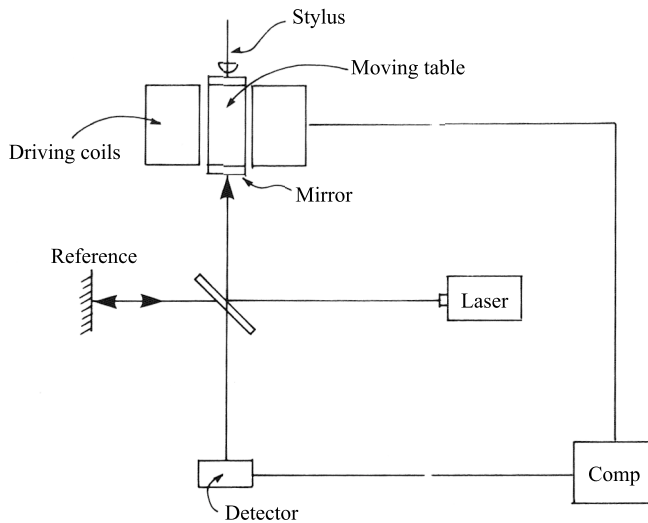 Stylus
Moving table
Driving coils
Mirror
Reference
Laser
Comp
Detector